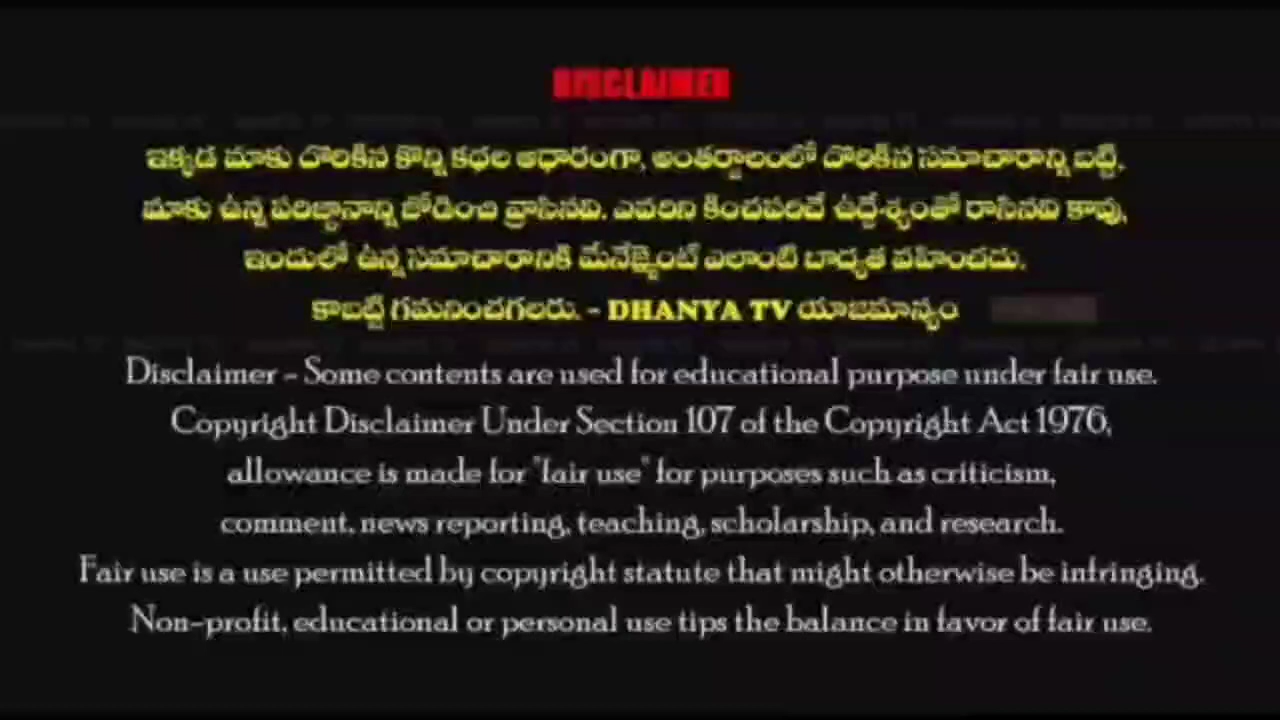 DISCLAIMER
ఇక్కడ మాకు దొరికిన కొన్ని కథల ఆధారంగా, అంతర్జాలంలో దొరికిన సమాచారాన్ని బట్టి,
మాకు ఉన్న పరిజ్ఞానాన్ని జోడించి వ్రాసినవి. ఎవరిని కించపరిచే ఉద్దేశ్యంతో రాసినవి కావు,
ఇందులో ఉన్న సమాచారానికి మేనేజ్మెంట్ ఎలాంటి బాధ్యత వహించదు.
కాబట్టి గమనించగలరు. - DHANYA TV యాజమాన్యం
Disclaimer - Some contents are used for educational purpose under fair use.
Copyright Disclaimer Under Section 107 of the Copyright Act 1976,
allowance is made for "fair use" for purposes such as criticism,
comment, news reporting, teaching, scholarship, and research.
Fair use is a use permitted by copyright statute that might otherwise be infringing.
Non-profit, educational or personal use tips the balance in favor of fair use.